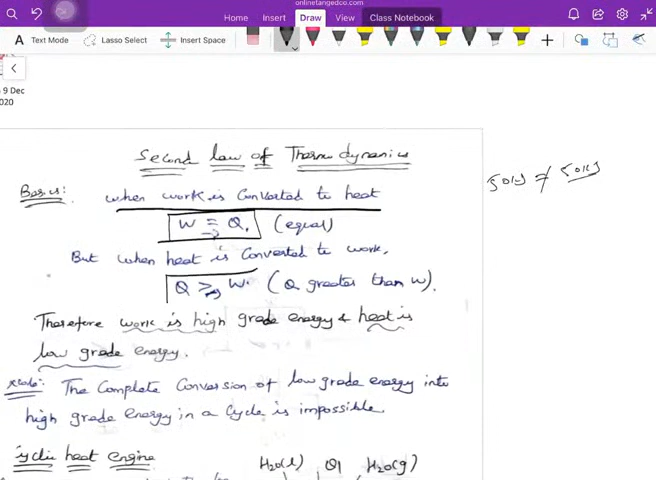 onlinetangedco.com
Home Insert Draw View Class Notebook
Text Mode Lasso Select Insert Space
9 Dec
2020
Second law of Thermodynamics
50kJ ≠ 50kJ
Basics: when work is Converted to heat
W = Q. (equal)
But when heat is Converted to work,
Q > W. (Q greater than W).
Therefore work is high grade energy & heat is
low grade energy.
The Complete Conversion of low grade energy into
high grade energy in a Cycle is impossible.
cyclic heat engine
H2O(l) Q1 H2O(g)